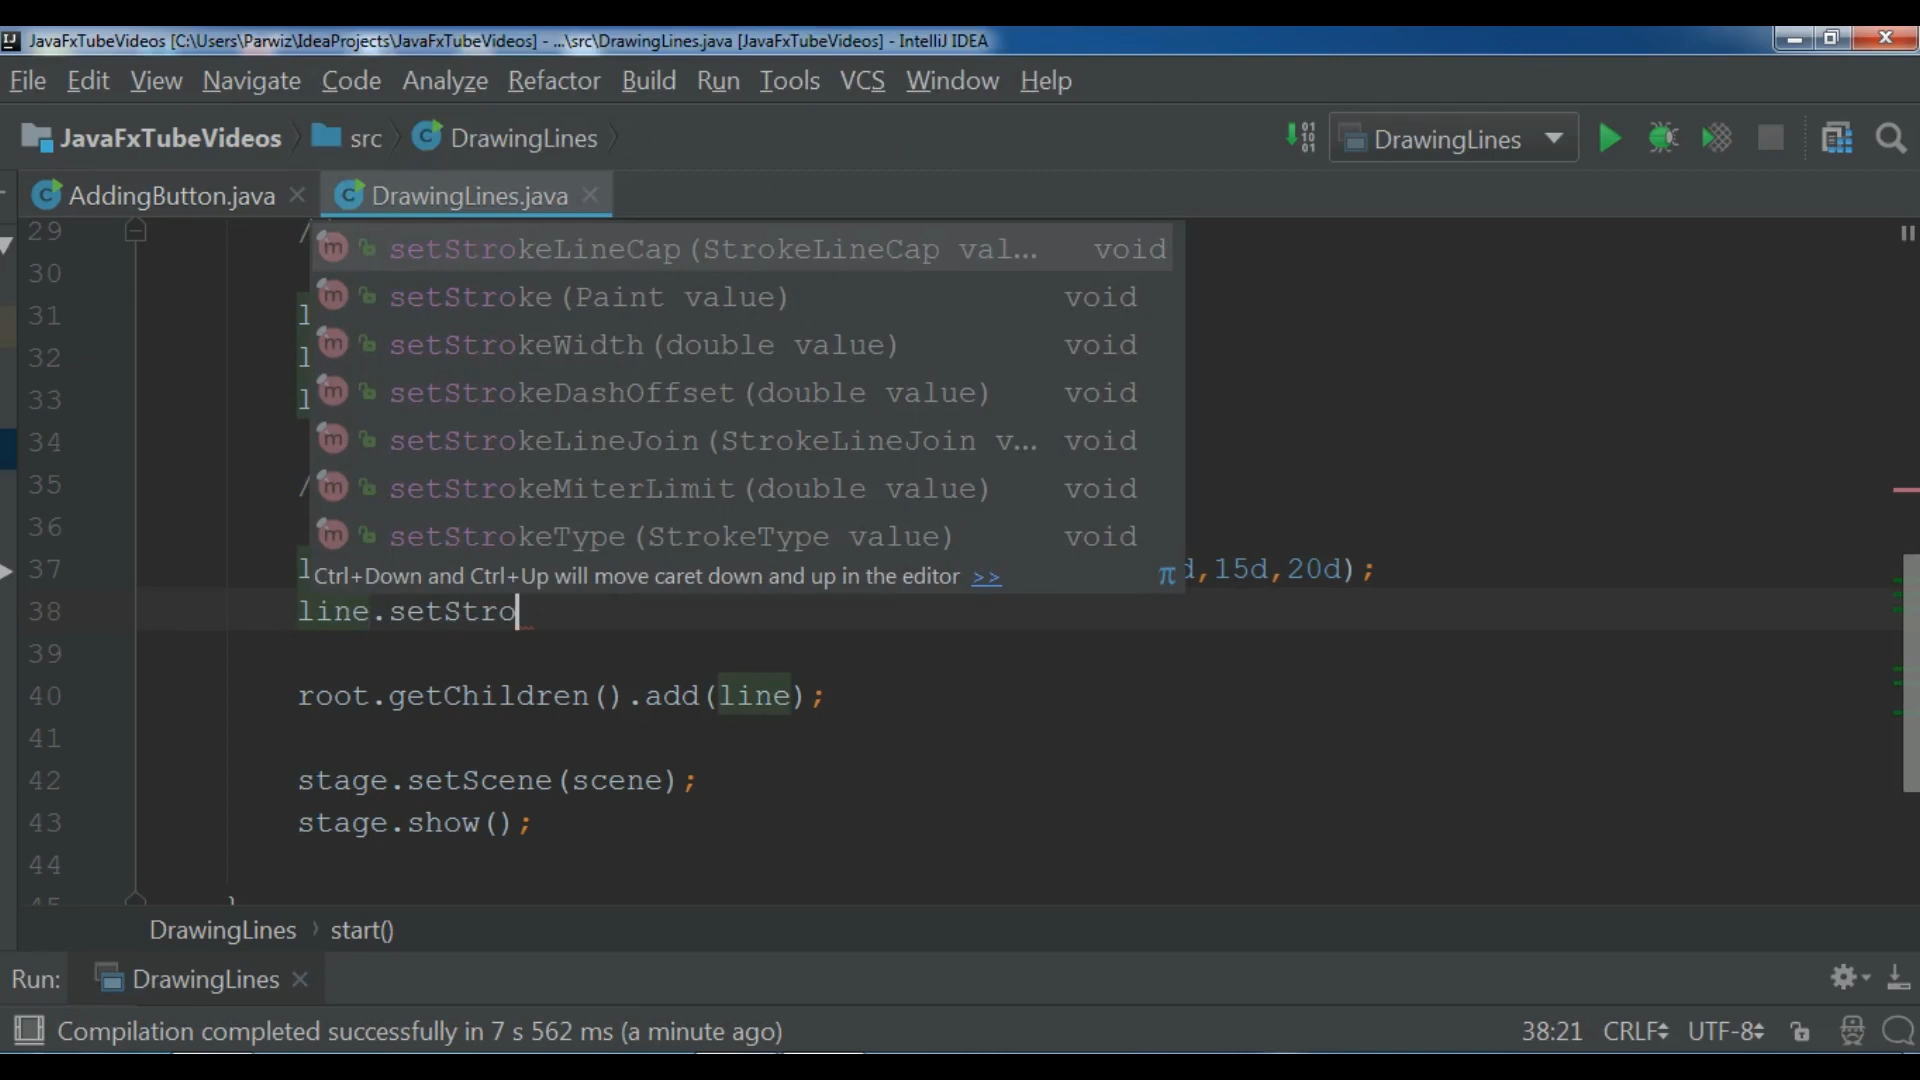 JavaFxTubeVideos [C:\Users\Parwiz\IdeaProjects\JavaFxTubeVideos] - ...\src\DrawingLines.java [JavaFxTubeVideos] - IntelliJ IDEA
File Edit View Navigate Code Analyze Refactor Build Run Tools VCS Window Help
JavaFxTubeVideos src DrawingLines DrawingLines
AddingButton.java DrawingLines.java
29 /
setStrokeLineCap(StrokeLineCap val... void
30 setStroke(Paint value) void
31 l
setStrokeWidth(double value) void
32 l
33 l setStrokeDashOffset(double value) void
34 setStrokeLineJoin(StrokeLineJoin v... void
35 / setStrokeMiterLimit(double value) void
36 setStrokeType(StrokeType value) void
37 l d,15d,20d);
Ctrl+Down and Ctrl+Up will move caret down and up in the editor >> π
38 line.setStro
39
40 root.getChildren().add(line);
41
42 stage.setScene(scene);
43 stage.show();
44
45 }
DrawingLines start()
Run: DrawingLines
Compilation completed successfully in 7 s 562 ms (a minute ago) 38:21 CRLF UTF-8